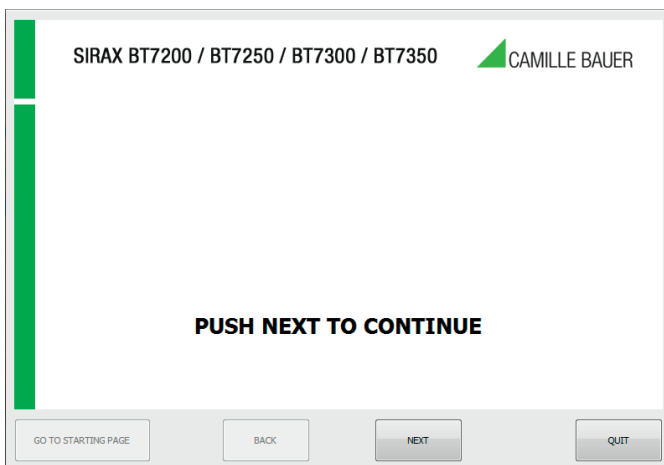 SIRAX BT7200 / BT7250 / BT7300 / BT7350
CAMILLE BAUER
PUSH NEXT TO CONTINUE
GO TO STARTING PAGE
BACK
NEXT
QUIT